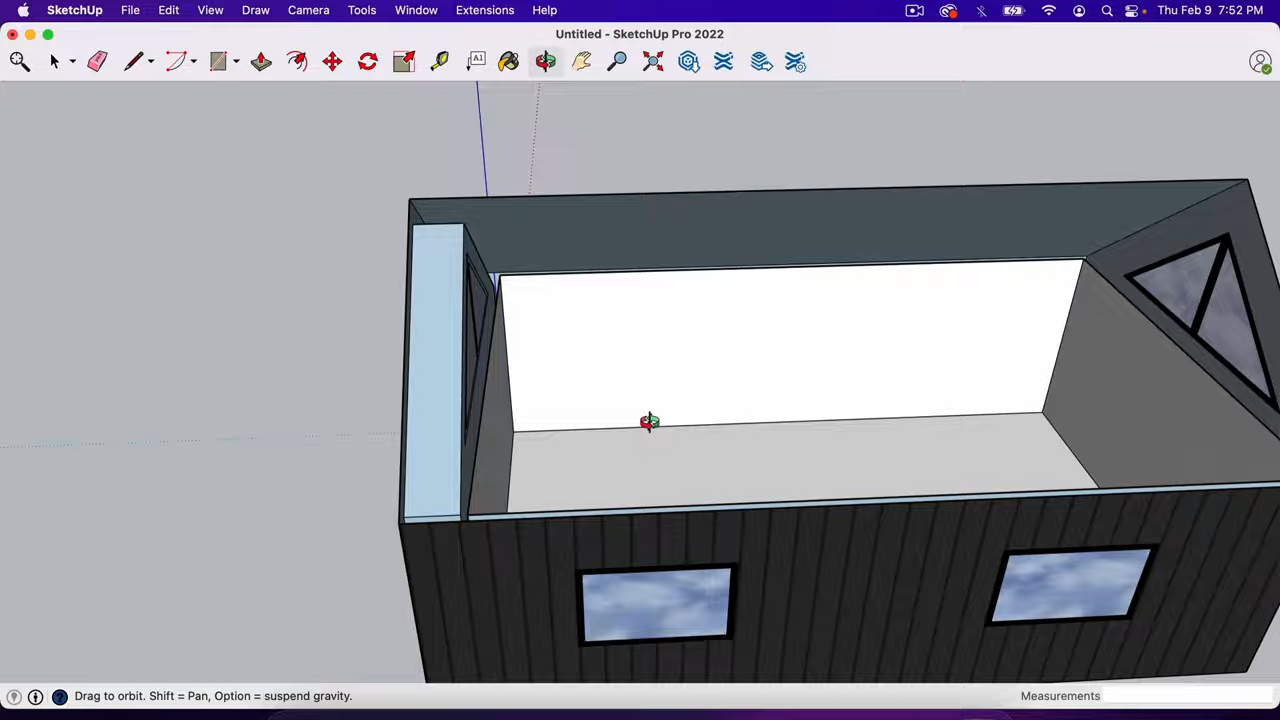 SketchUp File Edit View Draw Camera Tools Window Extensions Help Thu Feb 9 7:52 PM
Untitled - SketchUp Pro 2022
A1
Drag to orbit. Shift = Pan, Option = suspend gravity. Measurements